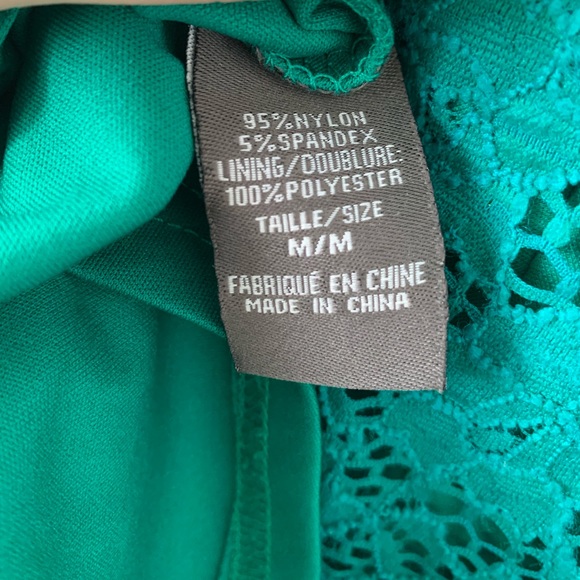 95%NYLON
5%SPANDEX
LINING/DOUBLURE:
100%POLYESTER
TAILLE/SIZE
M/M
FABRIQUÉ EN CHINE
MADE IN CHINA